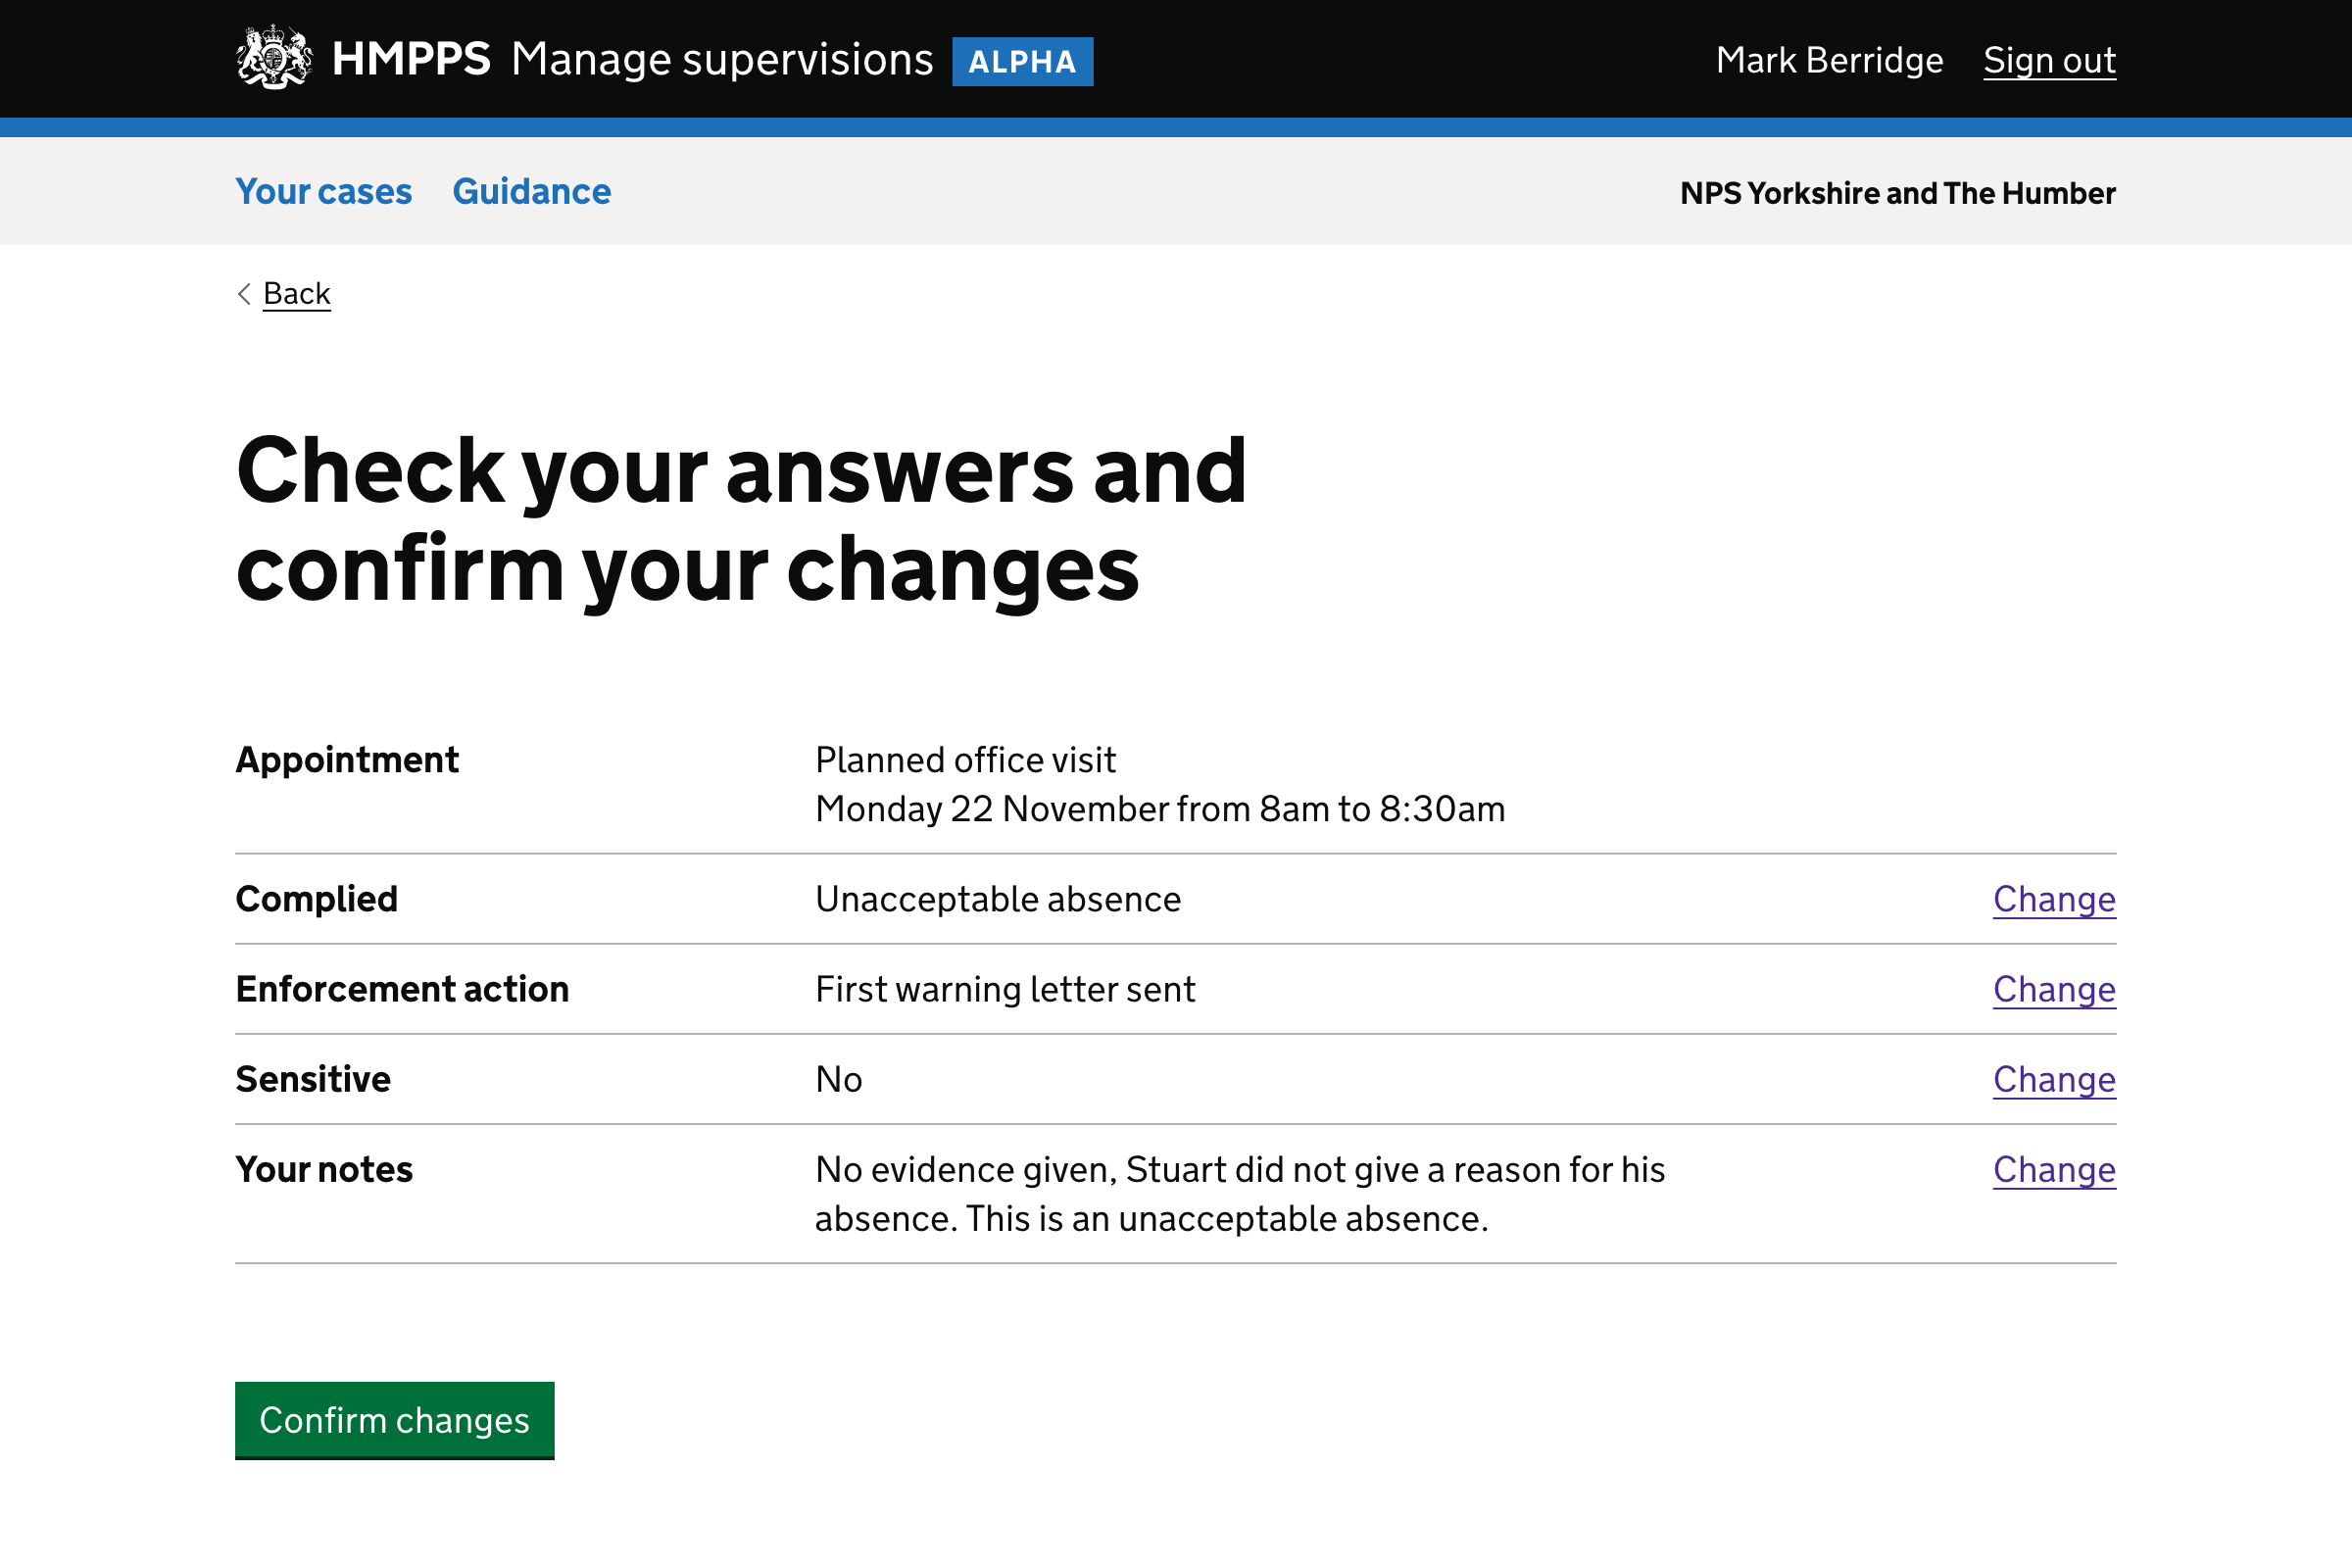 HMPPS Manage supervisions ALPHA Mark Berridge Sign out
Your cases Guidance NPS Yorkshire and The Humber
Back
Check your answers and
confirm your changes
Appointment Planned office visit
Monday 22 November from 8am to 8:30am
Complied Unacceptable absence Change
Enforcement action First warning letter sent Change
Sensitive No Change
Your notes No evidence given, Stuart did not give a reason for his Change
absence. This is an unacceptable absence.
Confirm changes